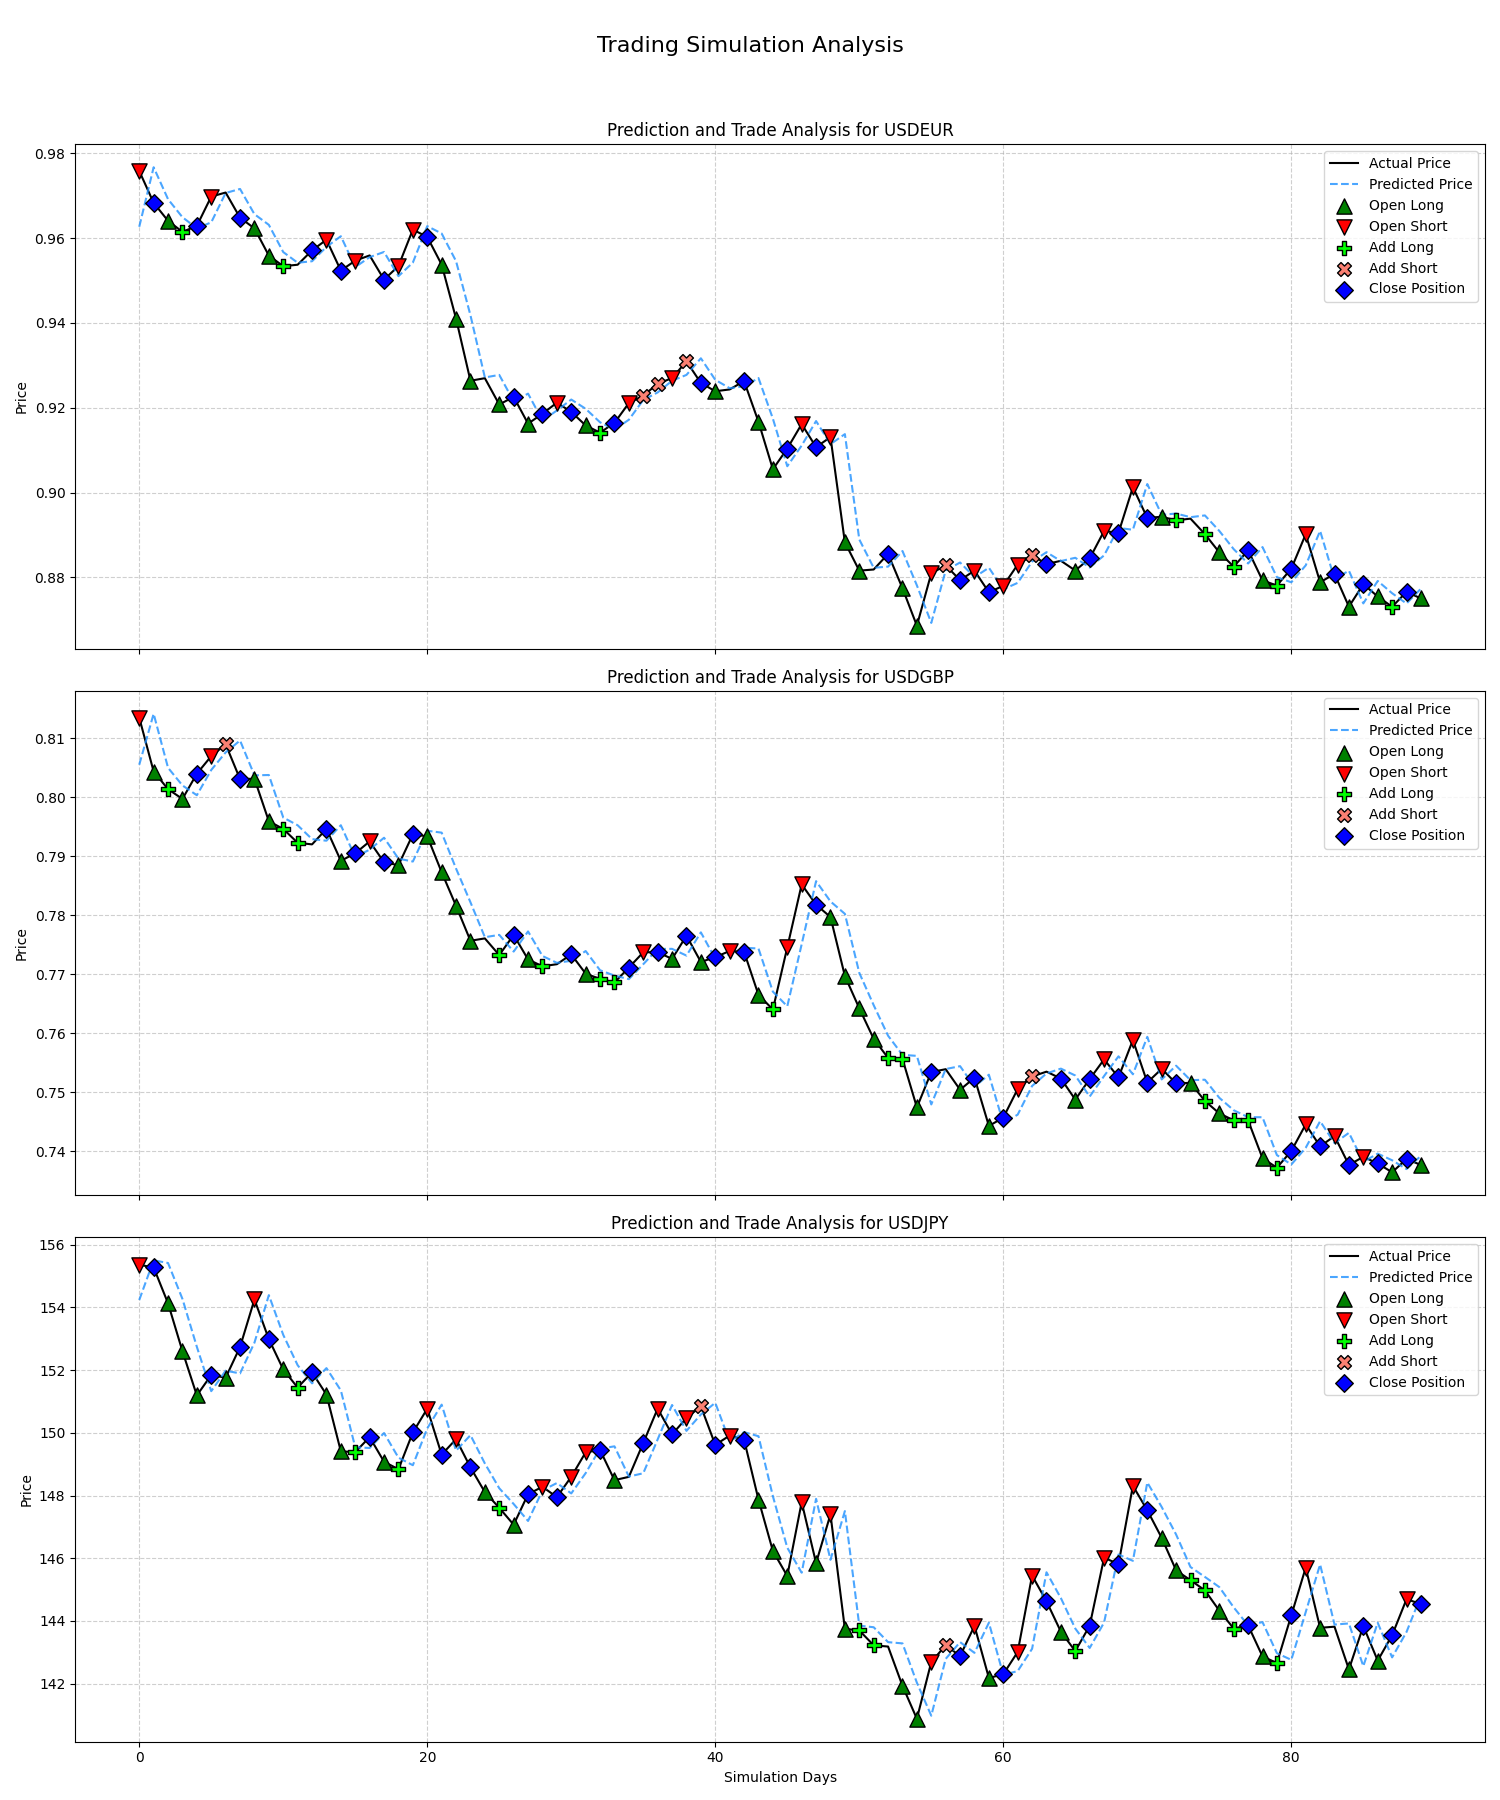 Trading Simulation Analysis
Prediction and Trade Analysis for USDEUR
0.98
0.96
0.94
0.92
0.90
0.88
Price
Actual Price
Predicted Price
Open Long
Open Short
Add Long
Add Short
Close Position
Prediction and Trade Analysis for USDGBP
0.81
0.80
0.79
0.78
0.77
0.76
0.75
0.74
Price
Actual Price
Predicted Price
Open Long
Open Short
Add Long
Add Short
Close Position
Prediction and Trade Analysis for USDJPY
156
154
152
150
148
146
144
142
Price
Actual Price
Predicted Price
Open Long
Open Short
Add Long
Add Short
Close Position
0 20 40 60 80
Simulation Days